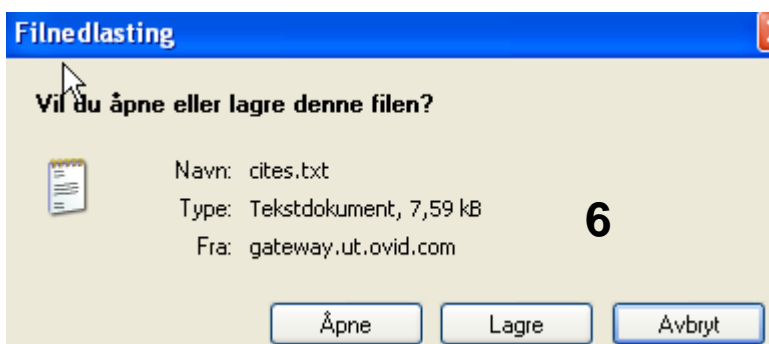 Filnedlasting
Vil du åpne eller lagre denne filen?
Navn: cites.txt
Type: Tekstdokument, 7,59 kB
Fra: gateway.ut.ovid.com
6
Åpne Lagre Avbryt